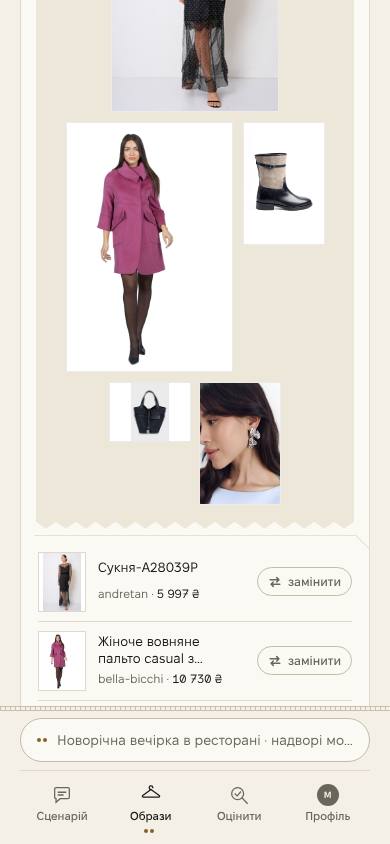 Сукня-A28039P
andretan · 5 997 ₴
замінити
Жіноче вовняне
пальто casual з...
bella-bicchi · 10 730 ₴
замінити
Новорічна вечірка в ресторані · надворі мо...
Сценарій
Образи
Оцінити
М
Профіль